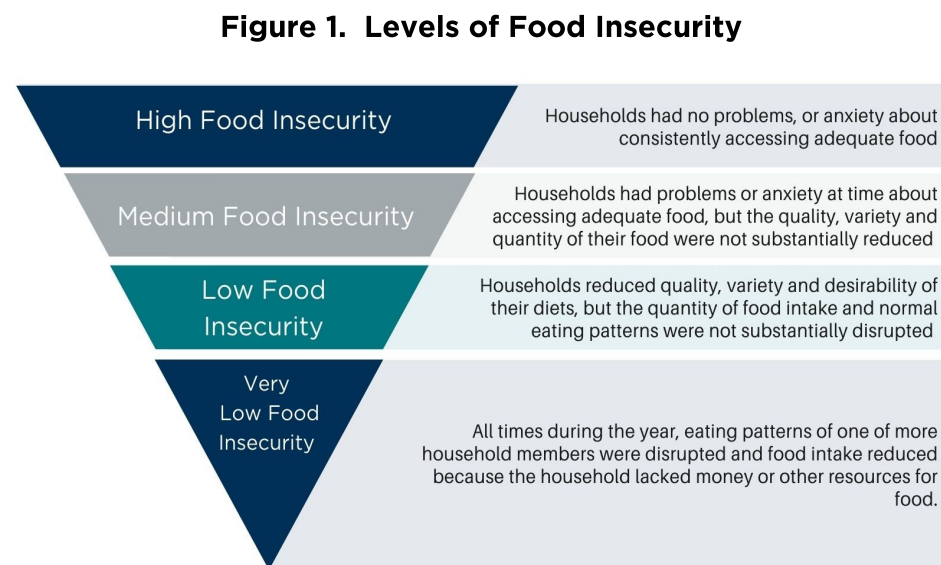 Figure 1.  Levels of Food Insecurity
High Food Insecurity
Households had no problems, or anxiety about
consistently accessing adequate food
Medium Food Insecurity
Households had problems or anxiety at time about
accessing adequate food, but the quality, variety and
quantity of their food were not substantially reduced
Low Food
Insecurity
Households reduced quality, variety and desirability of
their diets, but the quantity of food intake and normal
eating patterns were not substantially disrupted
Very
Low Food
Insecurity
All times during the year, eating patterns of one of more
household members were disrupted and food intake reduced
because the household lacked money or other resources for
food.